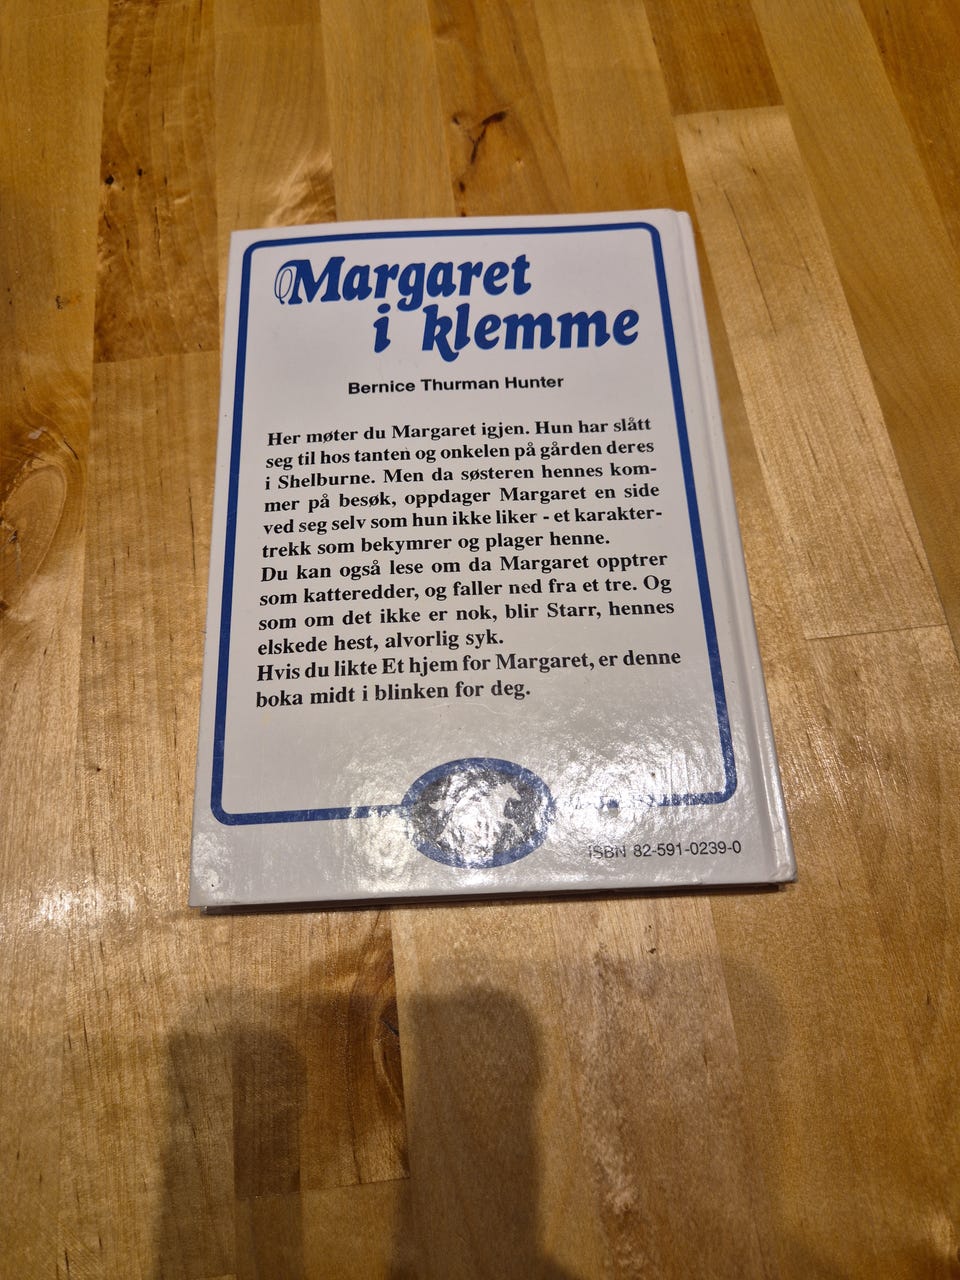 Margaret
i klemme
Bernice Thurman Hunter
Her møter du Margaret igjen. Hun har slått
seg til hos tanten og onkelen på gården deres
i Shelburne. Men da søsteren hennes kom-
mer på besøk, oppdager Margaret en side
ved seg selv som hun ikke liker - et karakter-
trekk som bekymrer og plager henne.
Du kan også lese om da Margaret opptrer
som katteredder, og faller ned fra et tre. Og
som om det ikke er nok, blir Starr, hennes
elskede hest, alvorlig syk.
Hvis du likte Et hjem for Margaret, er denne
boka midt i blinken for deg.
ISBN 82-591-0239-0